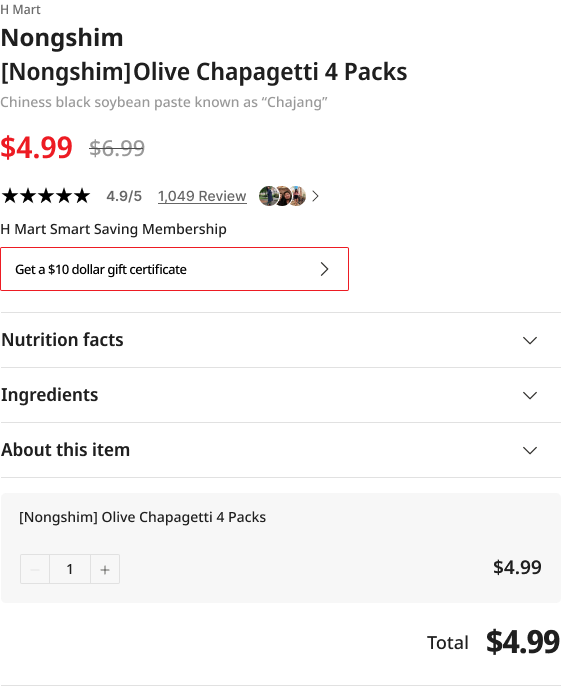 H Mart
Nongshim
[Nongshim]Olive Chapagetti 4 Packs
Chiness black soybean paste known as “Chajang”
$4.99 $6.99
★★★★★ 4.9/5 1,049 Review
H Mart Smart Saving Membership
Get a $10 dollar gift certificate
Nutrition facts
Ingredients
About this item
[Nongshim] Olive Chapagetti 4 Packs
− 1 + $4.99
Total $4.99